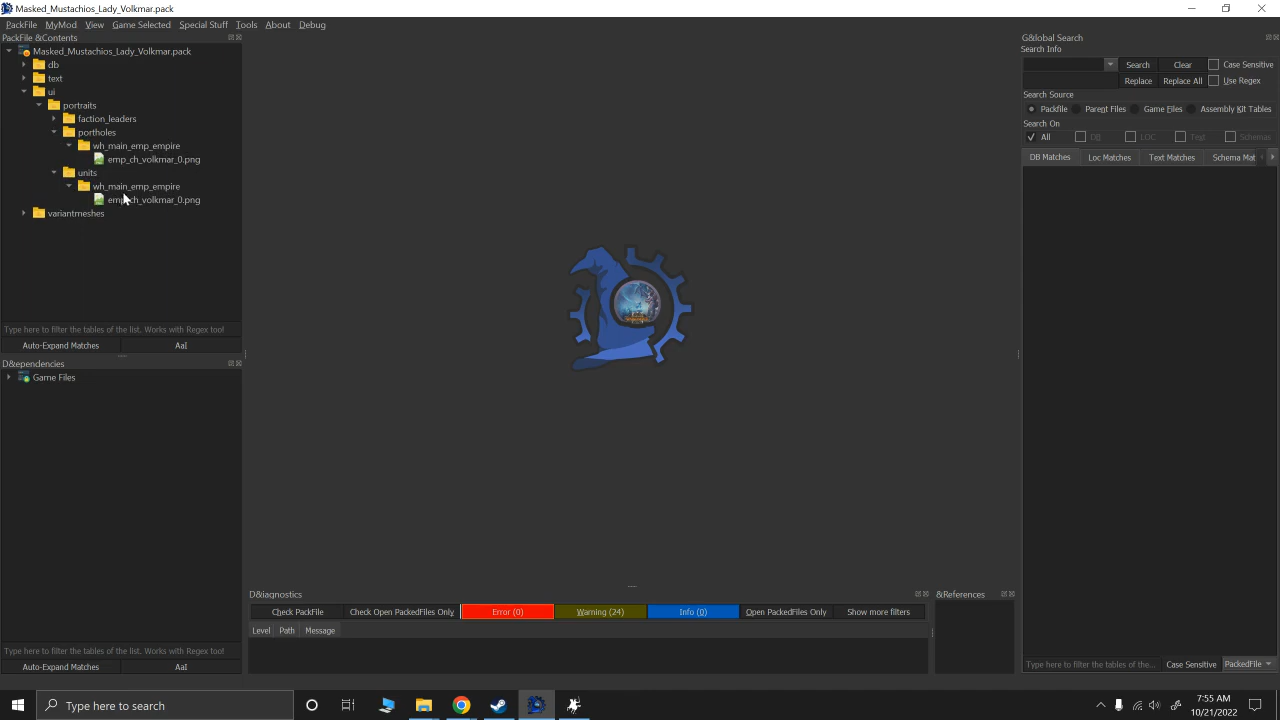 Masked_Mustachios_Lady_Volkmar.pack
PackFile MyMod View Game Selected Special Stuff Tools About Debug
PackFile &Contents
Masked_Mustachios_Lady_Volkmar.pack
db
text
ui
portraits
faction_leaders
portholes
wh_main_emp_empire
emp_ch_volkmar_0.png
units
wh_main_emp_empire
emp_ch_volkmar_0.png
variantmeshes
Type here to filter the tables of the list. Works with Regex too!
Auto-Expand Matches AaI
D&ependencies
Game Files
Type here to filter the tables of the list. Works with Regex too!
Auto-Expand Matches AaI
D&iagnostics
Check PackFile Check Open PackedFiles Only Error (0) Warning (24) Info (0) Open PackedFiles Only Show more filters
Level Path Message
&References
G&lobal Search
Search Info
Search Clear Case Sensitive
Replace Replace All Use Regex
Search Source
Packfile Parent Files Game Files Assembly Kit Tables
Search On
All DB LOC Text Schemas
DB Matches Loc Matches Text Matches Schema Mat
Type here to filter the tables of the... Case Sensitive PackedFile
Type here to search
7:55 AM
10/21/2022